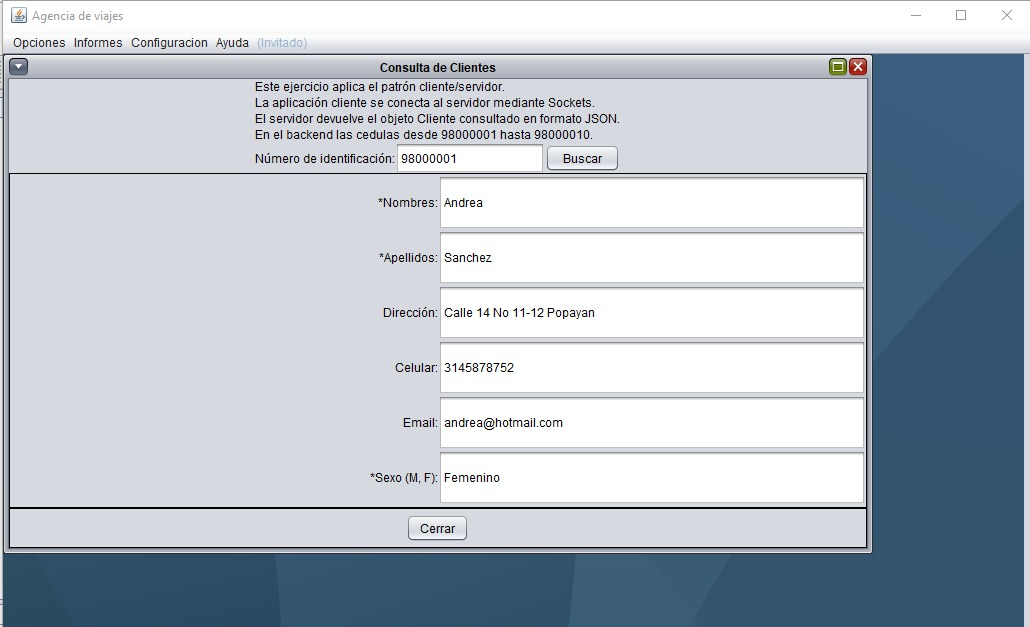 Agencia de viajes
Opciones Informes Configuracion Ayuda (Invitado)
Consulta de Clientes
Este ejercicio aplica el patrón cliente/servidor.
La aplicación cliente se conecta al servidor mediante Sockets.
El servidor devuelve el objeto Cliente consultado en formato JSON.
En el backend las cedulas desde 98000001 hasta 98000010.
Número de identificación: 98000001 Buscar
*Nombres: Andrea
*Apellidos: Sanchez
Dirección: Calle 14 No 11-12 Popayan
Celular: 3145878752
Email: andrea@hotmail.com
*Sexo (M, F): Femenino
Cerrar